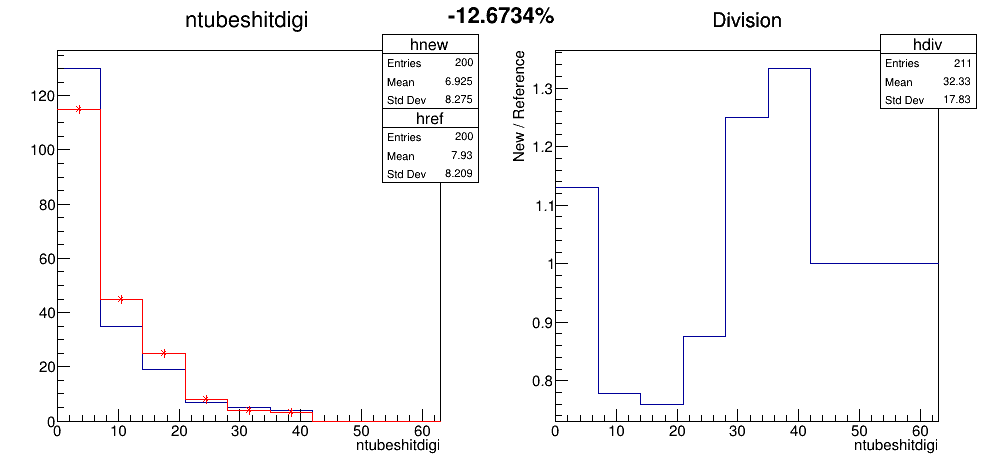 -12.6734%
ntubeshitdigi
hnew
Entries 200
Mean 6.925
Std Dev 8.275
href
Entries 200
Mean 7.93
Std Dev 8.209
120
100
80
60
40
20
0
0 10 20 30 40 50 60
ntubeshitdigi
Division
hdiv
Entries 211
Mean 32.33
Std Dev 17.83
New / Reference
1.3
1.2
1.1
1
0.9
0.8
0 10 20 30 40 50 60
ntubeshitdigi